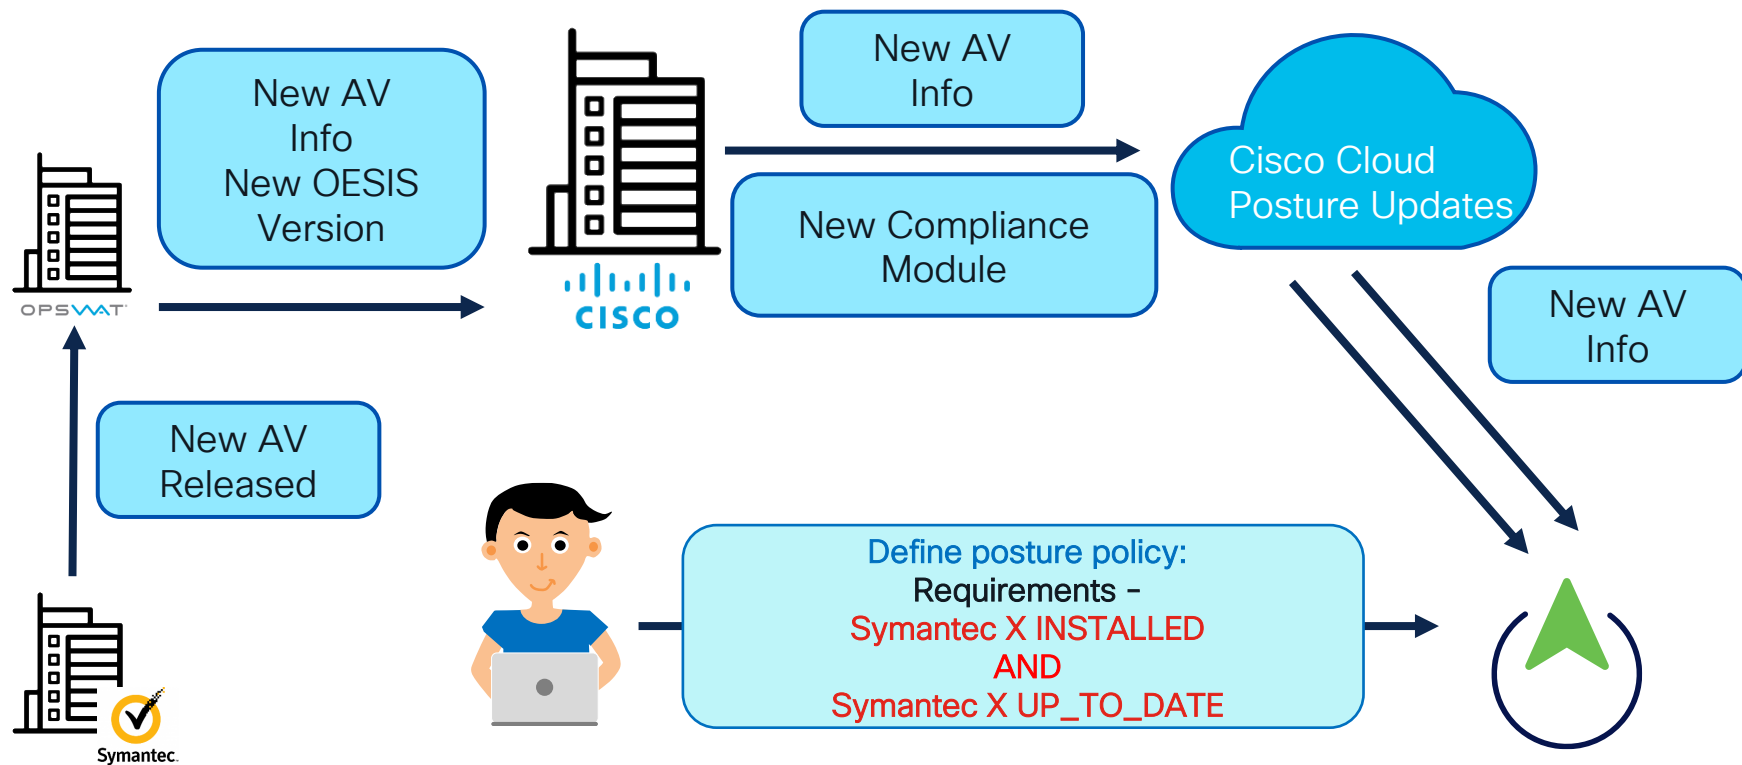 New AV
Info
New OESIS
Version
New AV
Info
New Compliance
Module
Cisco Cloud
Posture Updates
New AV
Info
OPSWAT
CISCO
New AV
Released
Define posture policy:
Requirements –
Symantec X INSTALLED
AND
Symantec X UP_TO_DATE
Symantec.